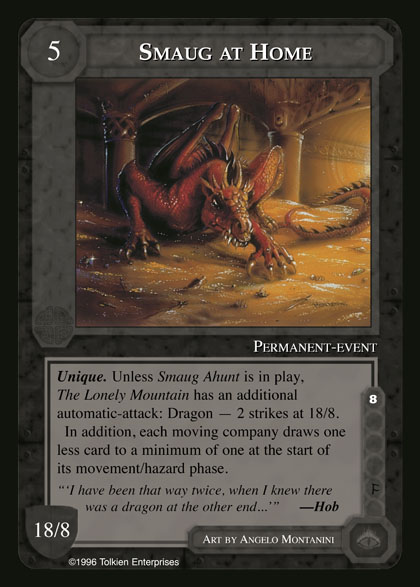 5
SMAUG AT HOME
PERMANENT-EVENT
Unique. Unless Smaug Ahunt is in play,
The Lonely Mountain has an additional
automatic-attack: Dragon — 2 strikes at 18/8.
In addition, each moving company draws one
less card to a minimum of one at the start of
its movement/hazard phase.
“‘I have been that way twice, when I knew there
was a dragon at the other end...’” —Hob
8
F
18/8
ART BY ANGELO MONTANINI
©1996 Tolkien Enterprises